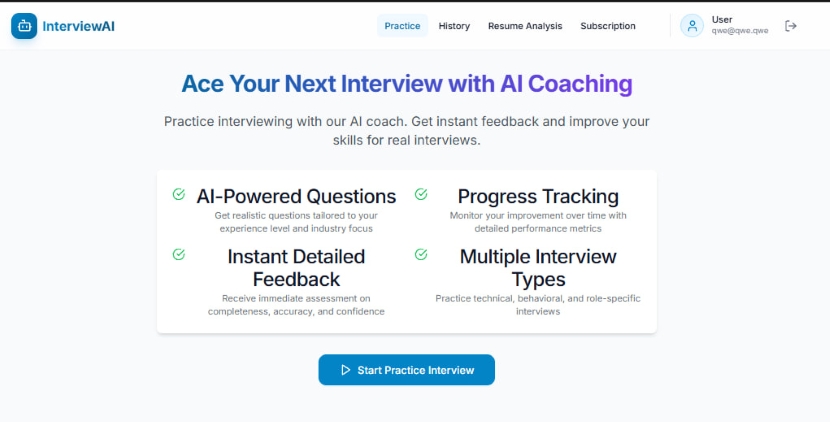 InterviewAI
Practice
History
Resume Analysis
Subscription
User
qwe@qwe.qwe
Ace Your Next Interview with AI Coaching
Practice interviewing with our AI coach. Get instant feedback and improve your
skills for real interviews.
AI-Powered Questions
Get realistic questions tailored to your
experience level and industry focus
Progress Tracking
Monitor your improvement over time with
detailed performance metrics
Instant Detailed
Feedback
Receive immediate assessment on
completeness, accuracy, and confidence
Multiple Interview
Types
Practice technical, behavioral, and role-specific
interviews
Start Practice Interview